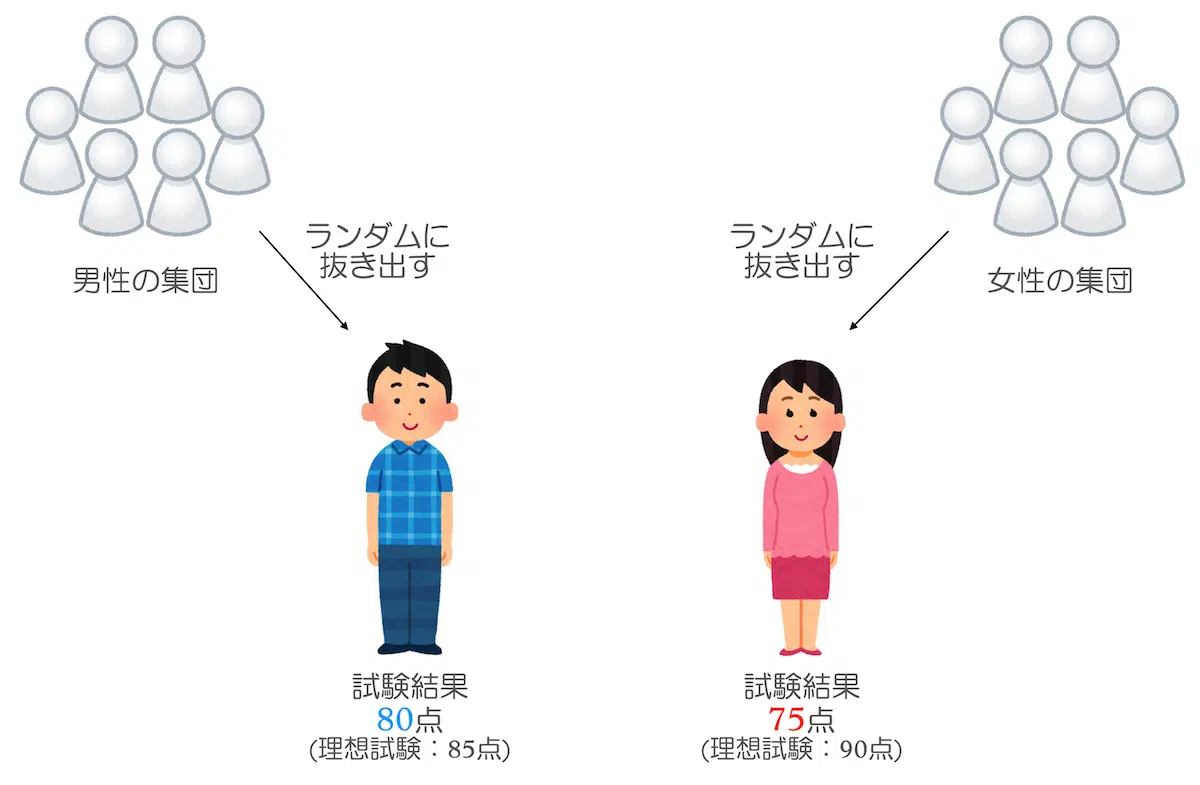 ランダムに
抜き出す
男性の集団
ランダムに
抜き出す
女性の集団
試験結果
80点
(理想試験：85点)
試験結果
75点
(理想試験：90点)